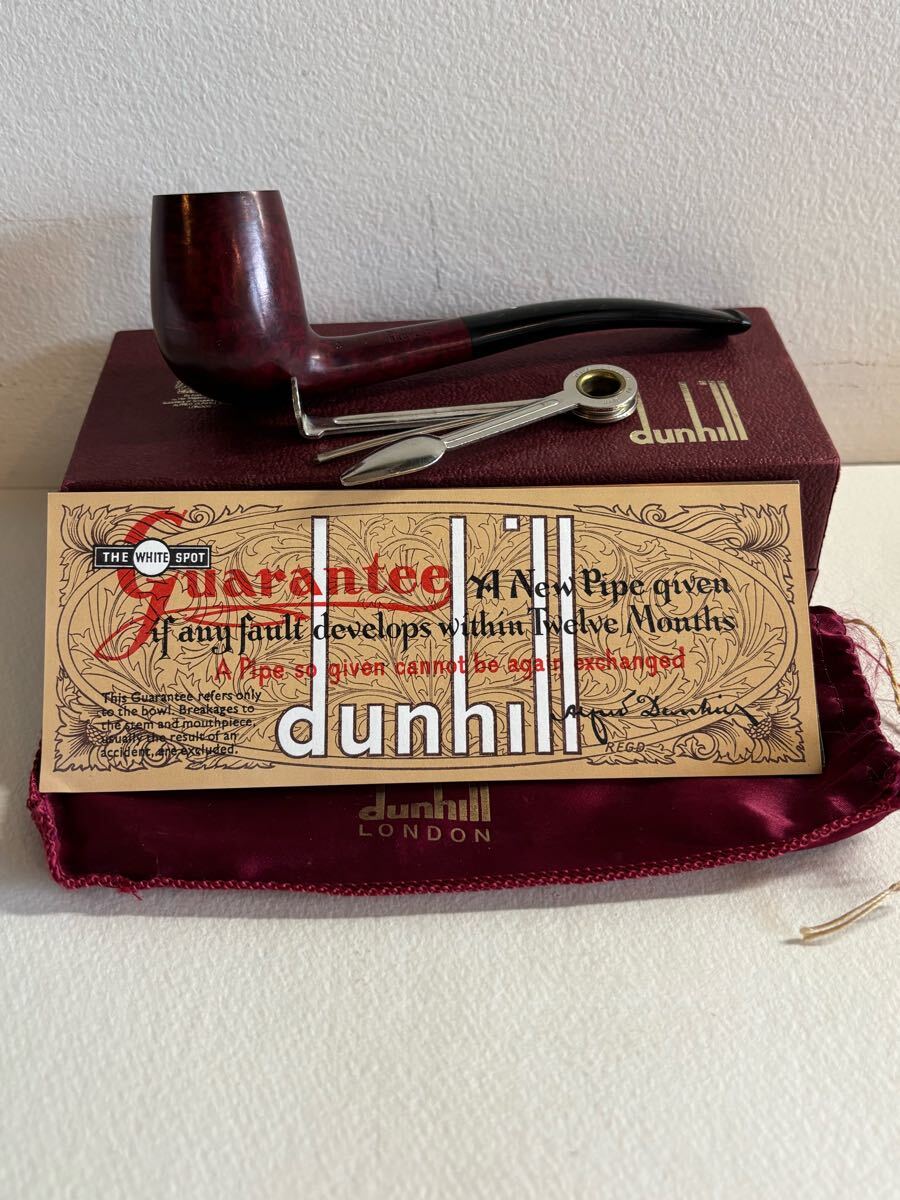 dunhill
THE WHITE SPOT
Guarantee
A New Pipe given
if any fault develops within Twelve Months
A Pipe so given cannot be again exchanged
This Guarantee refers only
to the bowl. Breakages to
the stem and mouthpiece,
usually the result of an
accident, are excluded.
dunhill
Alfred Dunhill
REGD.
dunhill
LONDON